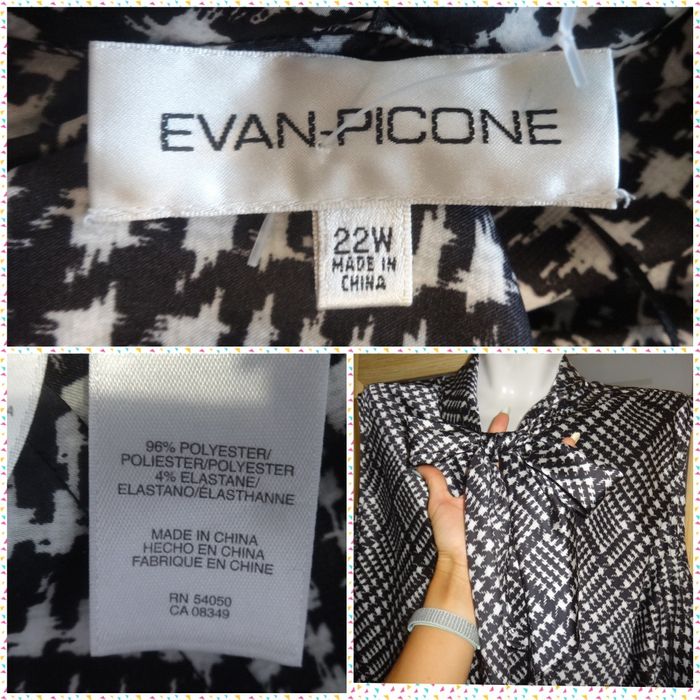 EVAN-PICONE
22W
MADE IN
CHINA
96% POLYESTER/
POLIESTER/POLYESTER
4% ELASTANE/
ELASTANO/ÉLASTHANNE
MADE IN CHINA
HECHO EN CHINA
FABRIQUE EN CHINE
RN 54050
CA 08349